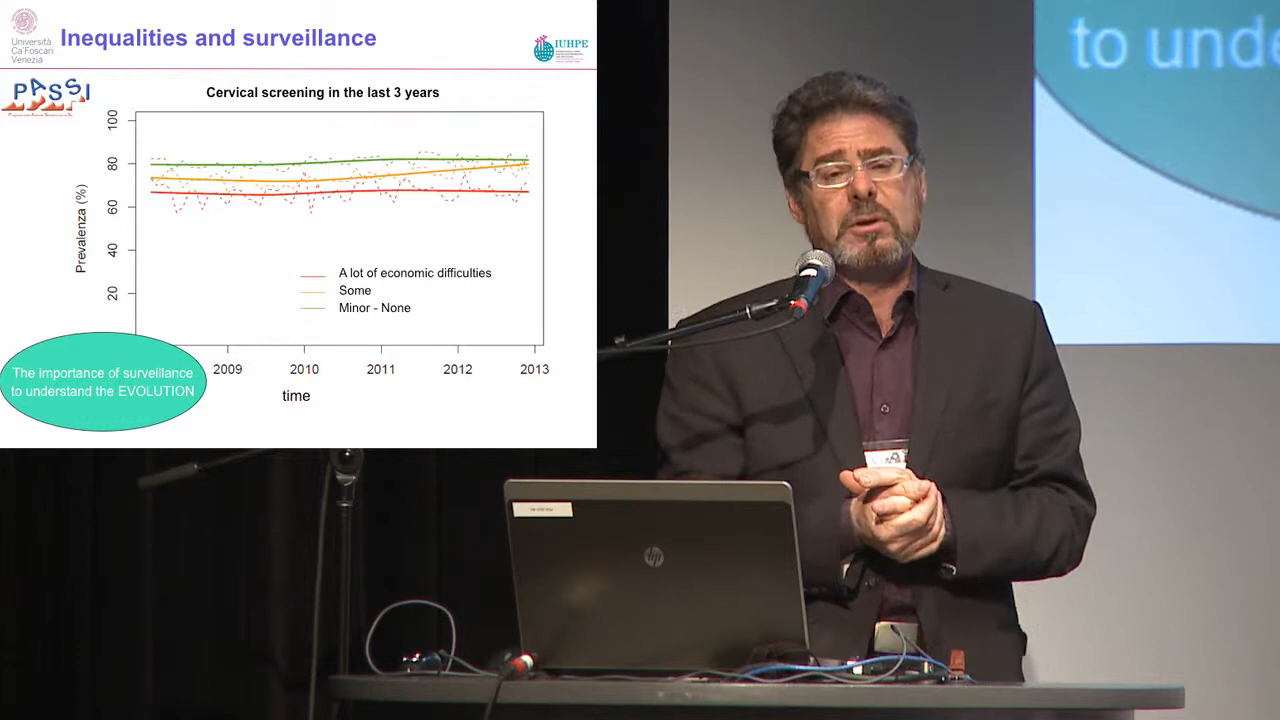 Università
Ca'Foscari
Venezia
Inequalities and surveillance
IUHPE
PASSI
Cervical screening in the last 3 years
Prevalenza (%)
100
80
60
40
20
A lot of economic difficulties
Some
Minor - None
2009
2010
2011
2012
2013
time
The importance of surveillance
to understand the EVOLUTION
to und
hp